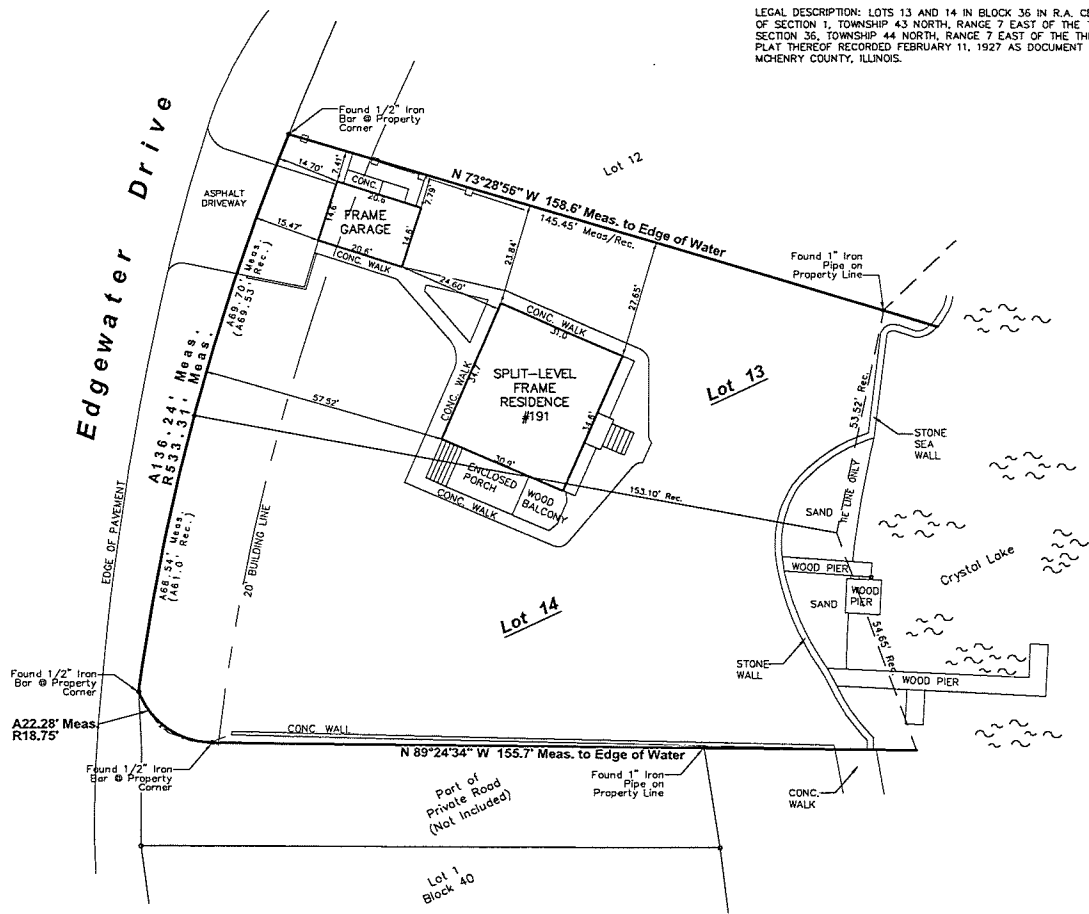 LEGAL DESCRIPTION: LOTS 13 AND 14 IN BLOCK 36 IN R.A.
OF SECTION 1, TOWNSHIP 43 NORTH, RANGE 7 EAST OF THE
SECTION 36, TOWNSHIP 44 NORTH, RANGE 7 EAST OF THE
PLAT THEREOF RECORDED FEBRUARY 11, 1927 AS DOCUMENT
MCHENRY COUNTY, ILLINOIS.
Edgewater Drive
Found 1/2" Iron
Bar @ Property
Corner
Lot 12
N 73°28'56" W 158.6' Meas. to Edge of Water
145.45' Meas/Rec.
14.70'
7.41'
CONC.
20.6'
7.79'
ASPHALT
DRIVEWAY
14.6'
FRAME
GARAGE
14.6'
15.47'
20.6'
CONC. WALK
24.60'
23.84'
27.65'
Found 1" Iron
Pipe on
Property Line
A69.70' Meas.
(A69.53' Rec.)
CONC. WALK
31.0'
Lot 13
SPLIT-LEVEL
FRAME
RESIDENCE
#191
34.7'
34.6'
CONC. WALK
57.52'
53.52' Rec.
STONE
SEA
WALL
A136.24' Meas.
R533.31' Meas.
30.9'
ENCLOSED
PORCH
WOOD
BALCONY
CONC. WALK
153.10' Rec.
TIE LINE ONLY
SAND
Crystal Lake
EDGE OF PAVEMENT
A66.54' Meas.
(A61.0' Rec.)
20' BUILDING LINE
WOOD PIER
WOOD
PIER
SAND
Lot 14
54.65' Rec.
STONE
WALL
WOOD PIER
Found 1/2" Iron
Bar @ Property
Corner
A22.28' Meas.
R18.75'
CONC. WALL
N 89°24'34" W 155.7' Meas. to Edge of Water
Found 1/2" Iron
Bar @ Property
Corner
Found 1" Iron
Pipe on
Property Line
Part of
Private Road
(Not Included)
CONC.
WALK
Lot 1
Block 40